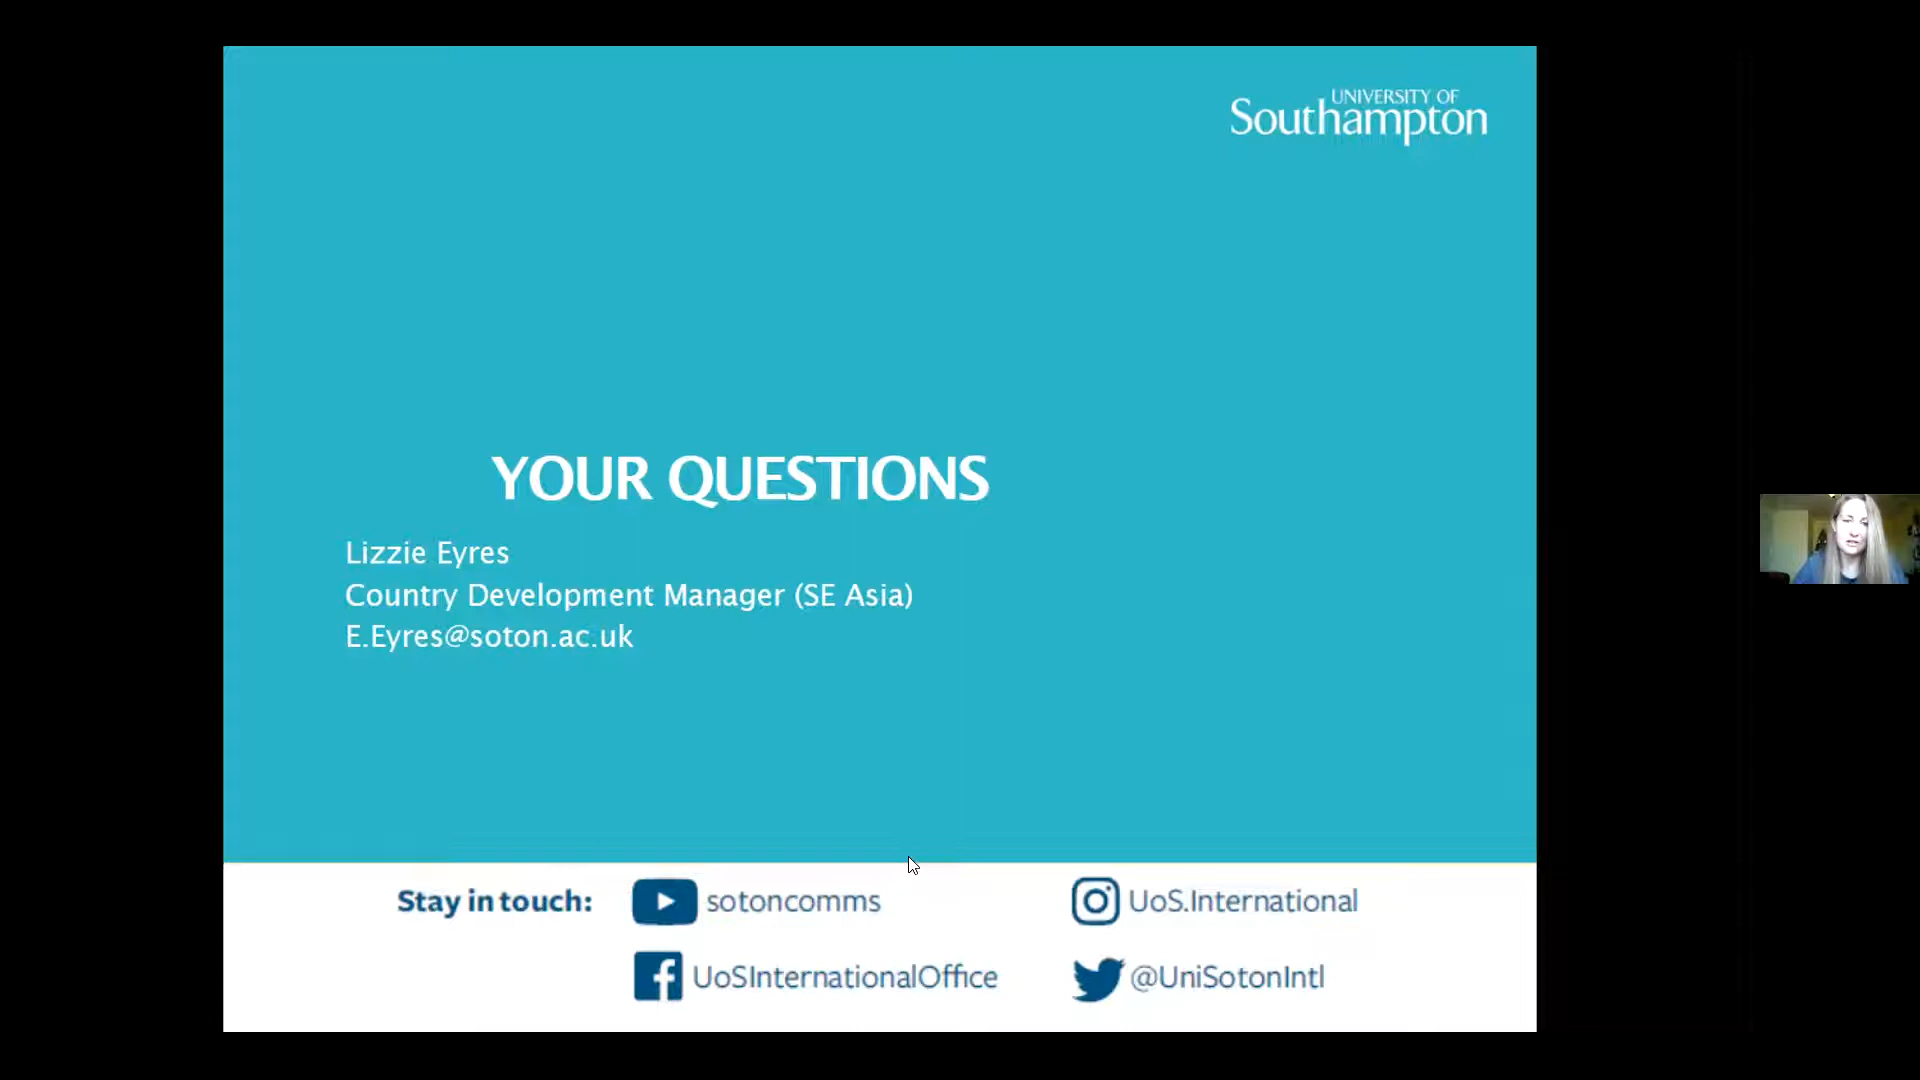 UNIVERSITY OF
Southampton
YOUR QUESTIONS
Lizzie Eyres
Country Development Manager (SE Asia)
E.Eyres@soton.ac.uk
Stay in touch: sotoncomms UoS.International
UoSInternationalOffice @UniSotonIntl